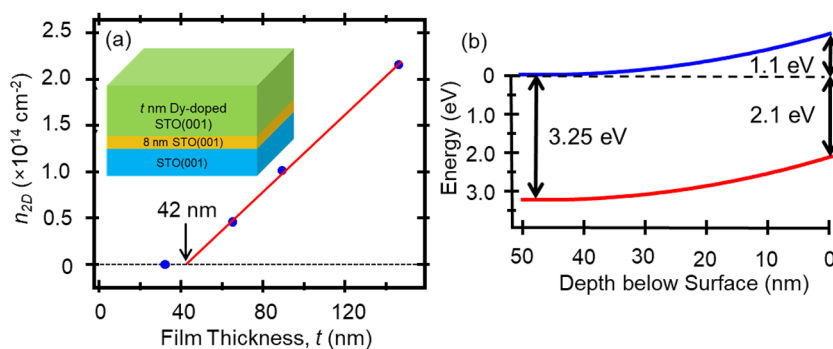 (a)
n2D (×10^14 cm^-2)
2.5
2.0
1.5
1.0
0.5
0
t nm Dy-doped
STO(001)
8 nm STO(001)
STO(001)
42 nm
0
40
80
120
Film Thickness, t (nm)
(b)
Energy (eV)
0
1.0
2.0
3.0
1.1 eV
3.25 eV
2.1 eV
50
40
30
20
10
0
Depth below Surface (nm)